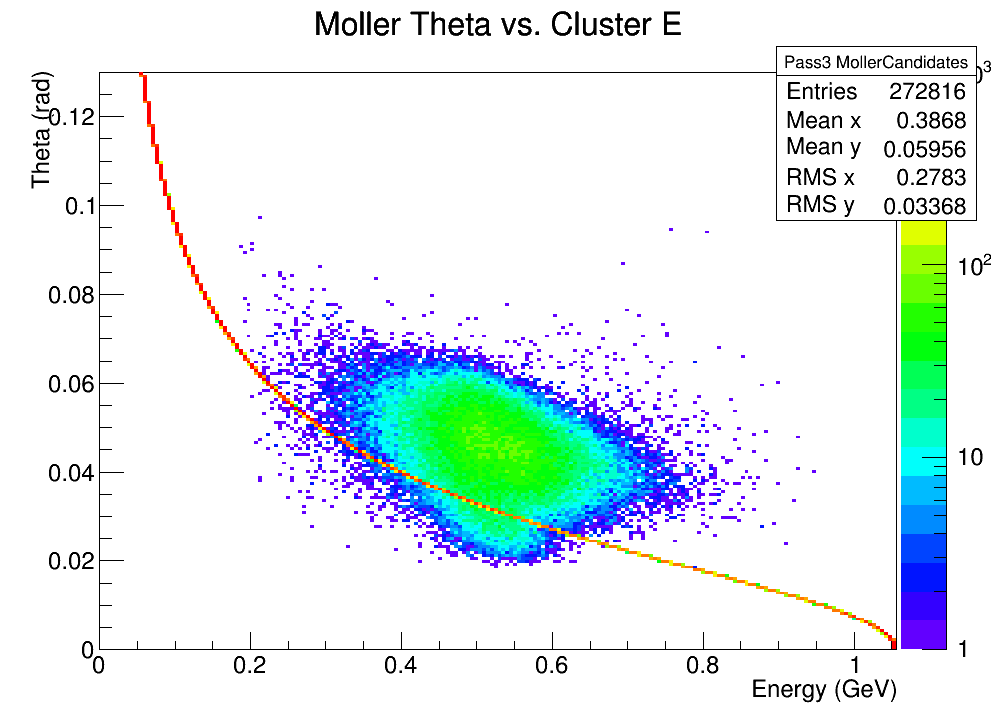 Moller Theta vs. Cluster E
Pass3 MollerCandidates
Entries 272816
Mean x 0.3868
Mean y 0.05956
RMS x 0.2783
RMS y 0.03368
Theta (rad)
0.12
0.1
0.08
0.06
0.04
0.02
0
0 0.2 0.4 0.6 0.8 1
Energy (GeV)
10²
10
1